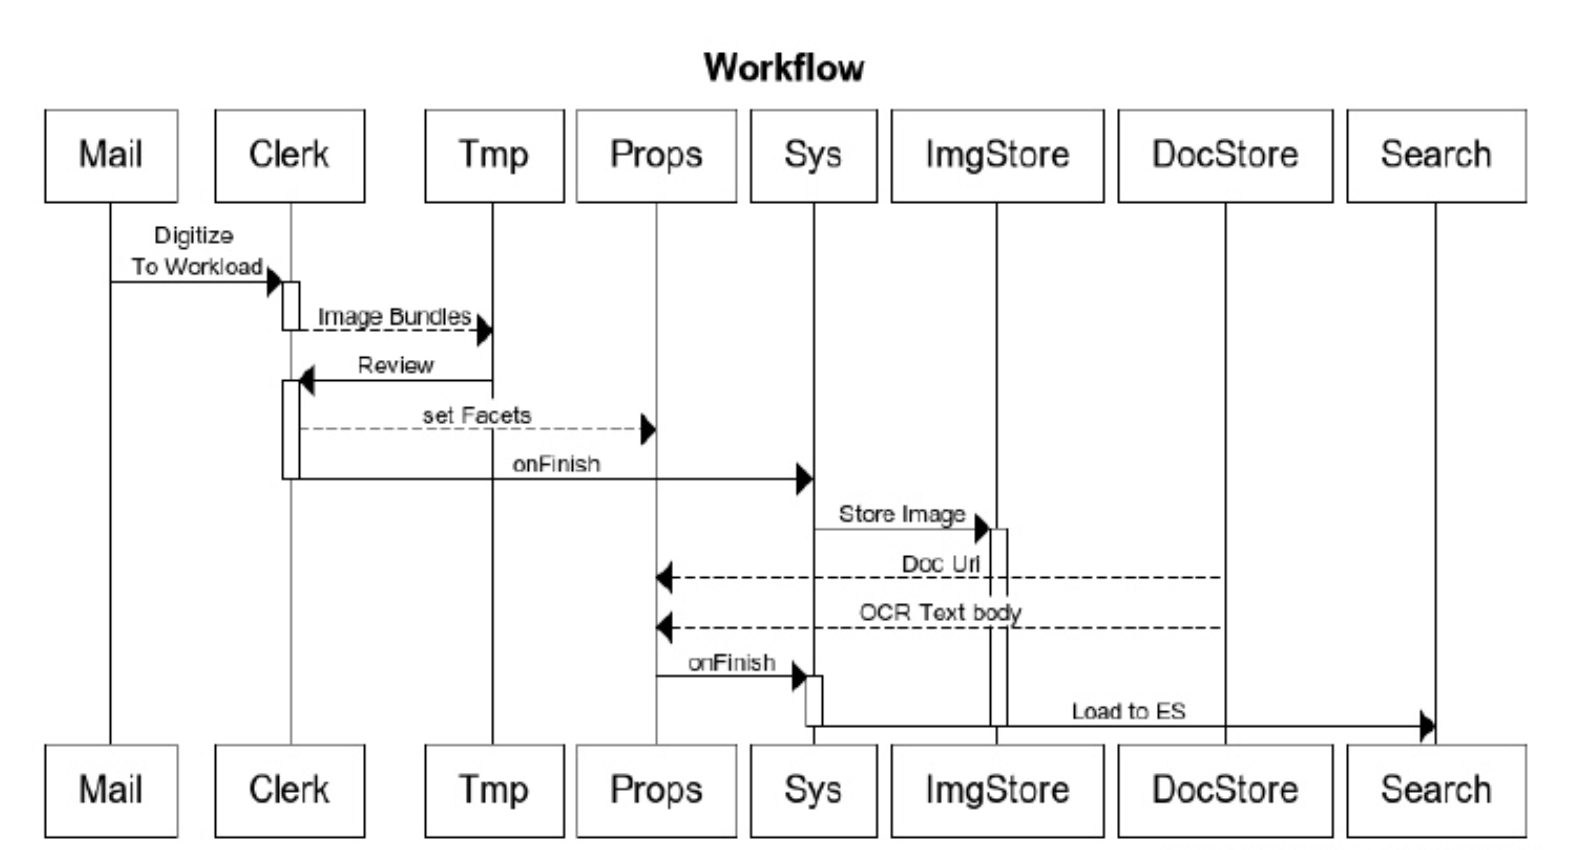 Workflow
Mail
Clerk
Tmp
Props
Sys
ImgStore
DocStore
Search
Digitize
To Workload
Image Bundles
Review
set Facets
onFinish
Store Image
Doc Url
OCR Text body
onFinish
Load to ES
Mail
Clerk
Tmp
Props
Sys
ImgStore
DocStore
Search